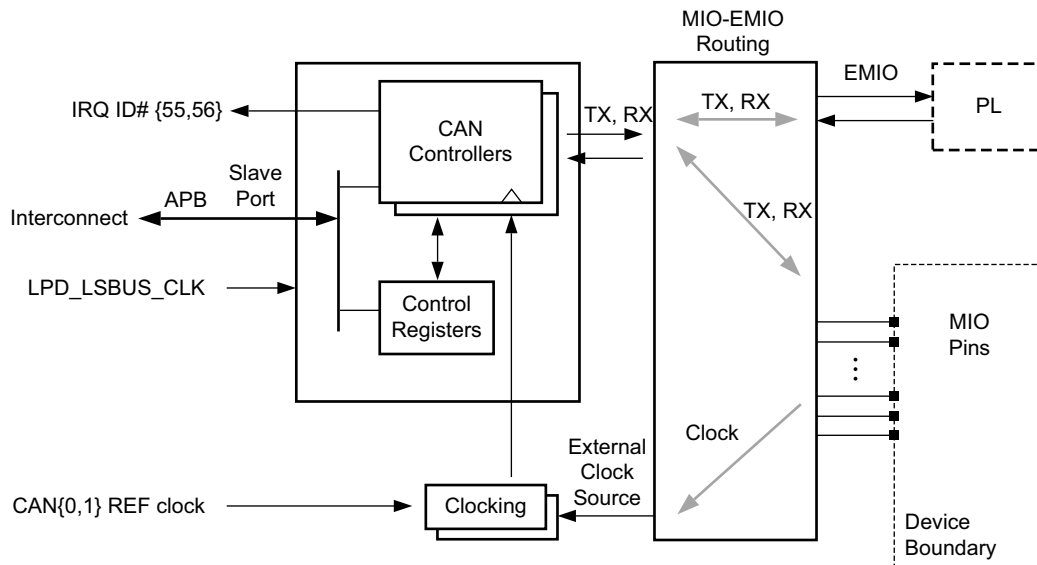 MIO-EMIO
Routing
EMIO
PL
IRQ ID# {55,56}
CAN
Controllers
TX, RX
TX, RX
Slave
Port
APB
Interconnect
TX, RX
LPD_LSBUS_CLK
Control
Registers
MIO
Pins
Clock
External
Clock
Source
CAN{0,1} REF clock
Clocking
Device
Boundary